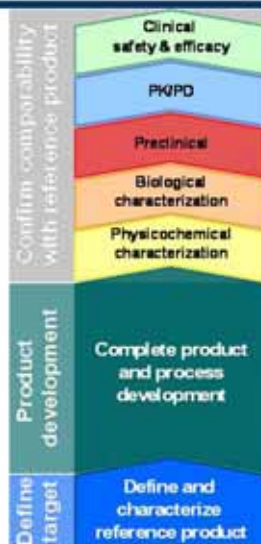 Clinical
safety & efficacy
PK/PD
Preclinical
Biological
characterization
Physicochemical
characterization
Confirm comparability
with reference product
Complete product
and process
development
Product
development
Define and
characterize
reference product
Define
target